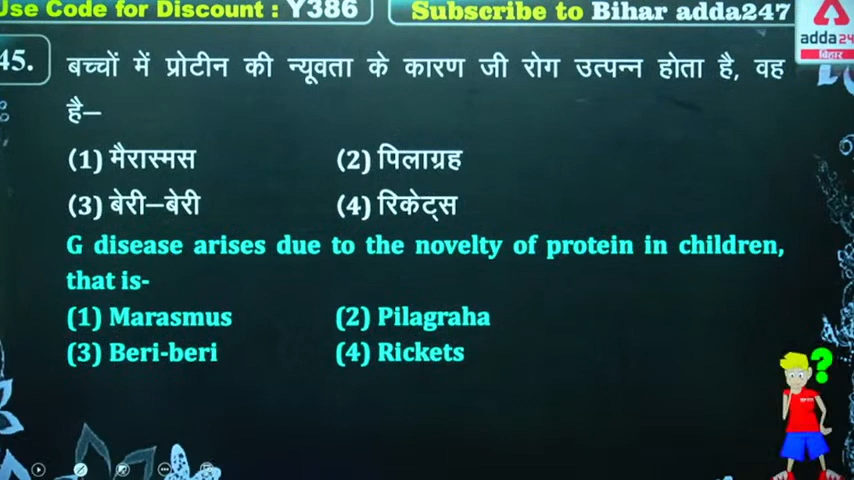 Use Code for Discount : Y386
Subscribe to Bihar adda247
adda24
बिहार
45. बच्चों में प्रोटीन की न्यूवता के कारण जी रोग उत्पन्न होता है, वह
है–
(1) मैरास्मस (2) पिलाग्रह
(3) बेरी–बेरी (4) रिकेट्स
G disease arises due to the novelty of protein in children,
that is-
(1) Marasmus (2) Pilagraha
(3) Beri-beri (4) Rickets